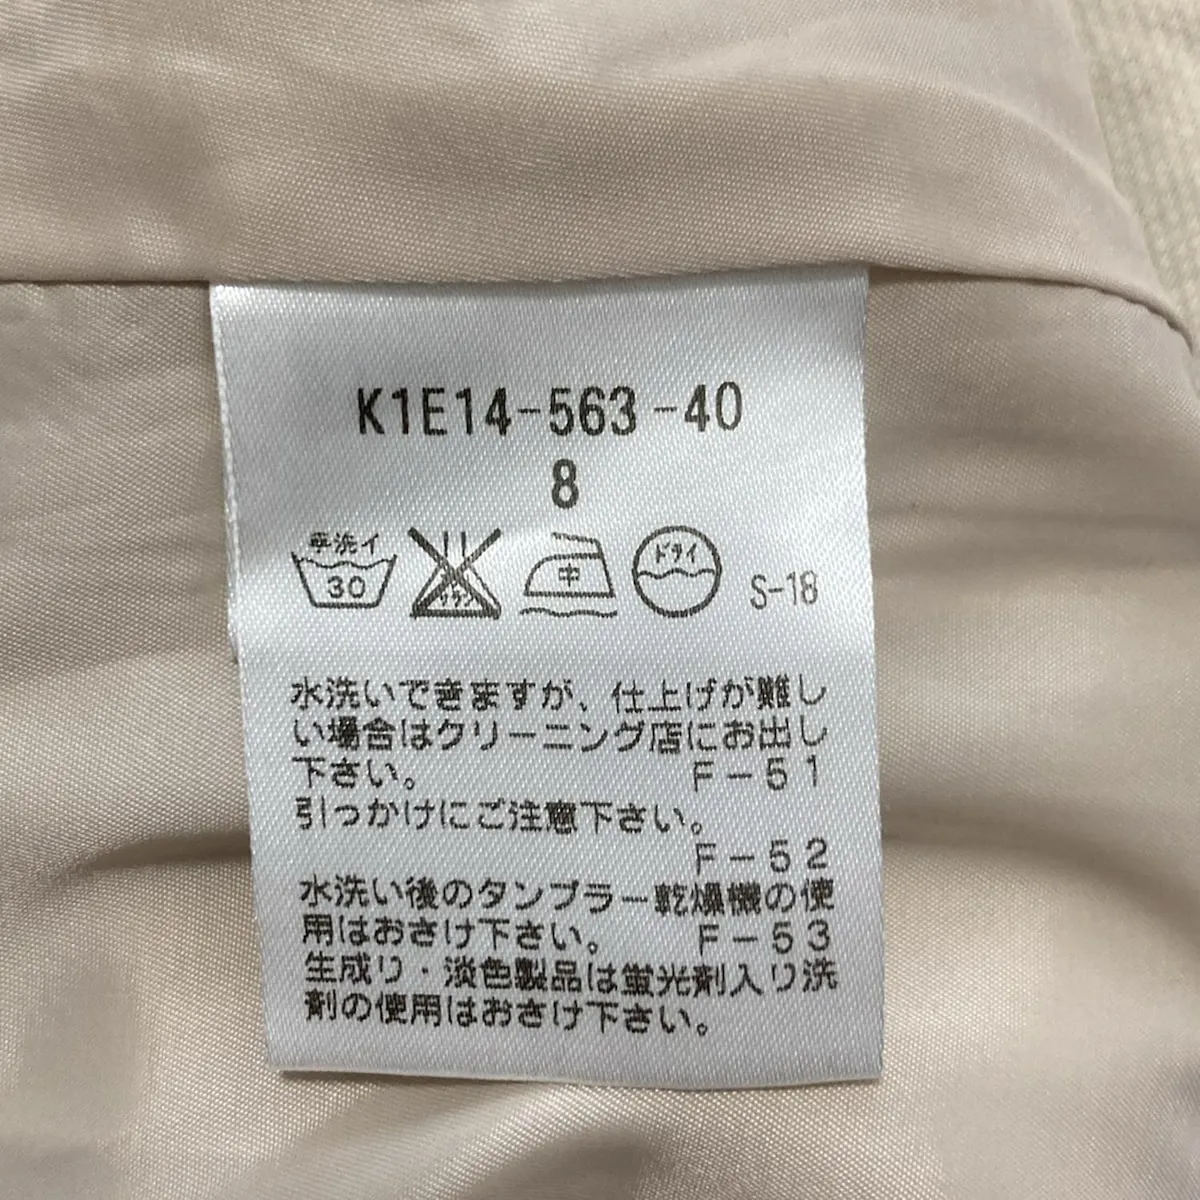 K1E14-563-40
8
手洗イ
30
エンソサラシ
中
ドライ
S-18
水洗いできますが、仕上げが難し
い場合はクリーニング店にお出し
下さい。 F-51
引っかけにご注意下さい。
F-52
水洗い後のタンブラー乾燥機の使
用はおさけ下さい。 F-53
生成り・淡色製品は蛍光剤入り洗
剤の使用はおさけ下さい。